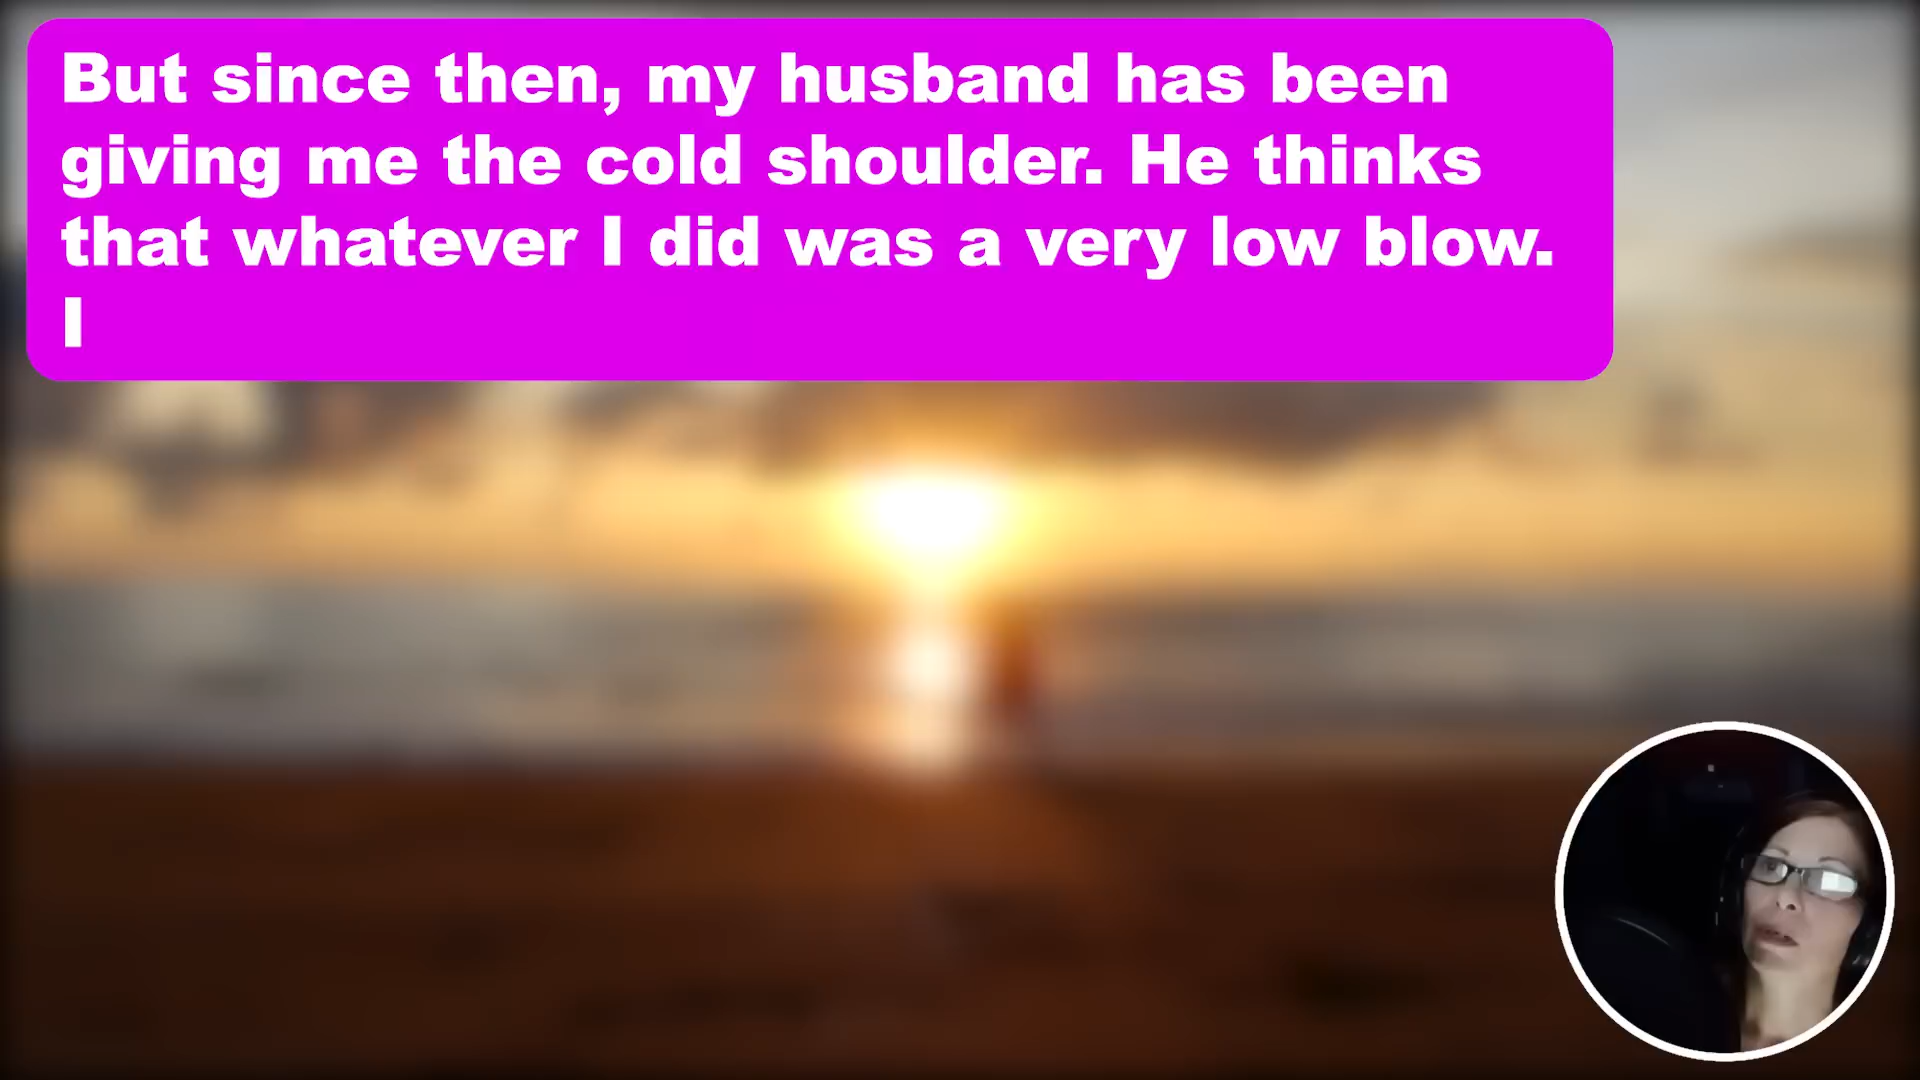 But since then, my husband has been
giving me the cold shoulder. He thinks
that whatever I did was a very low blow.
I